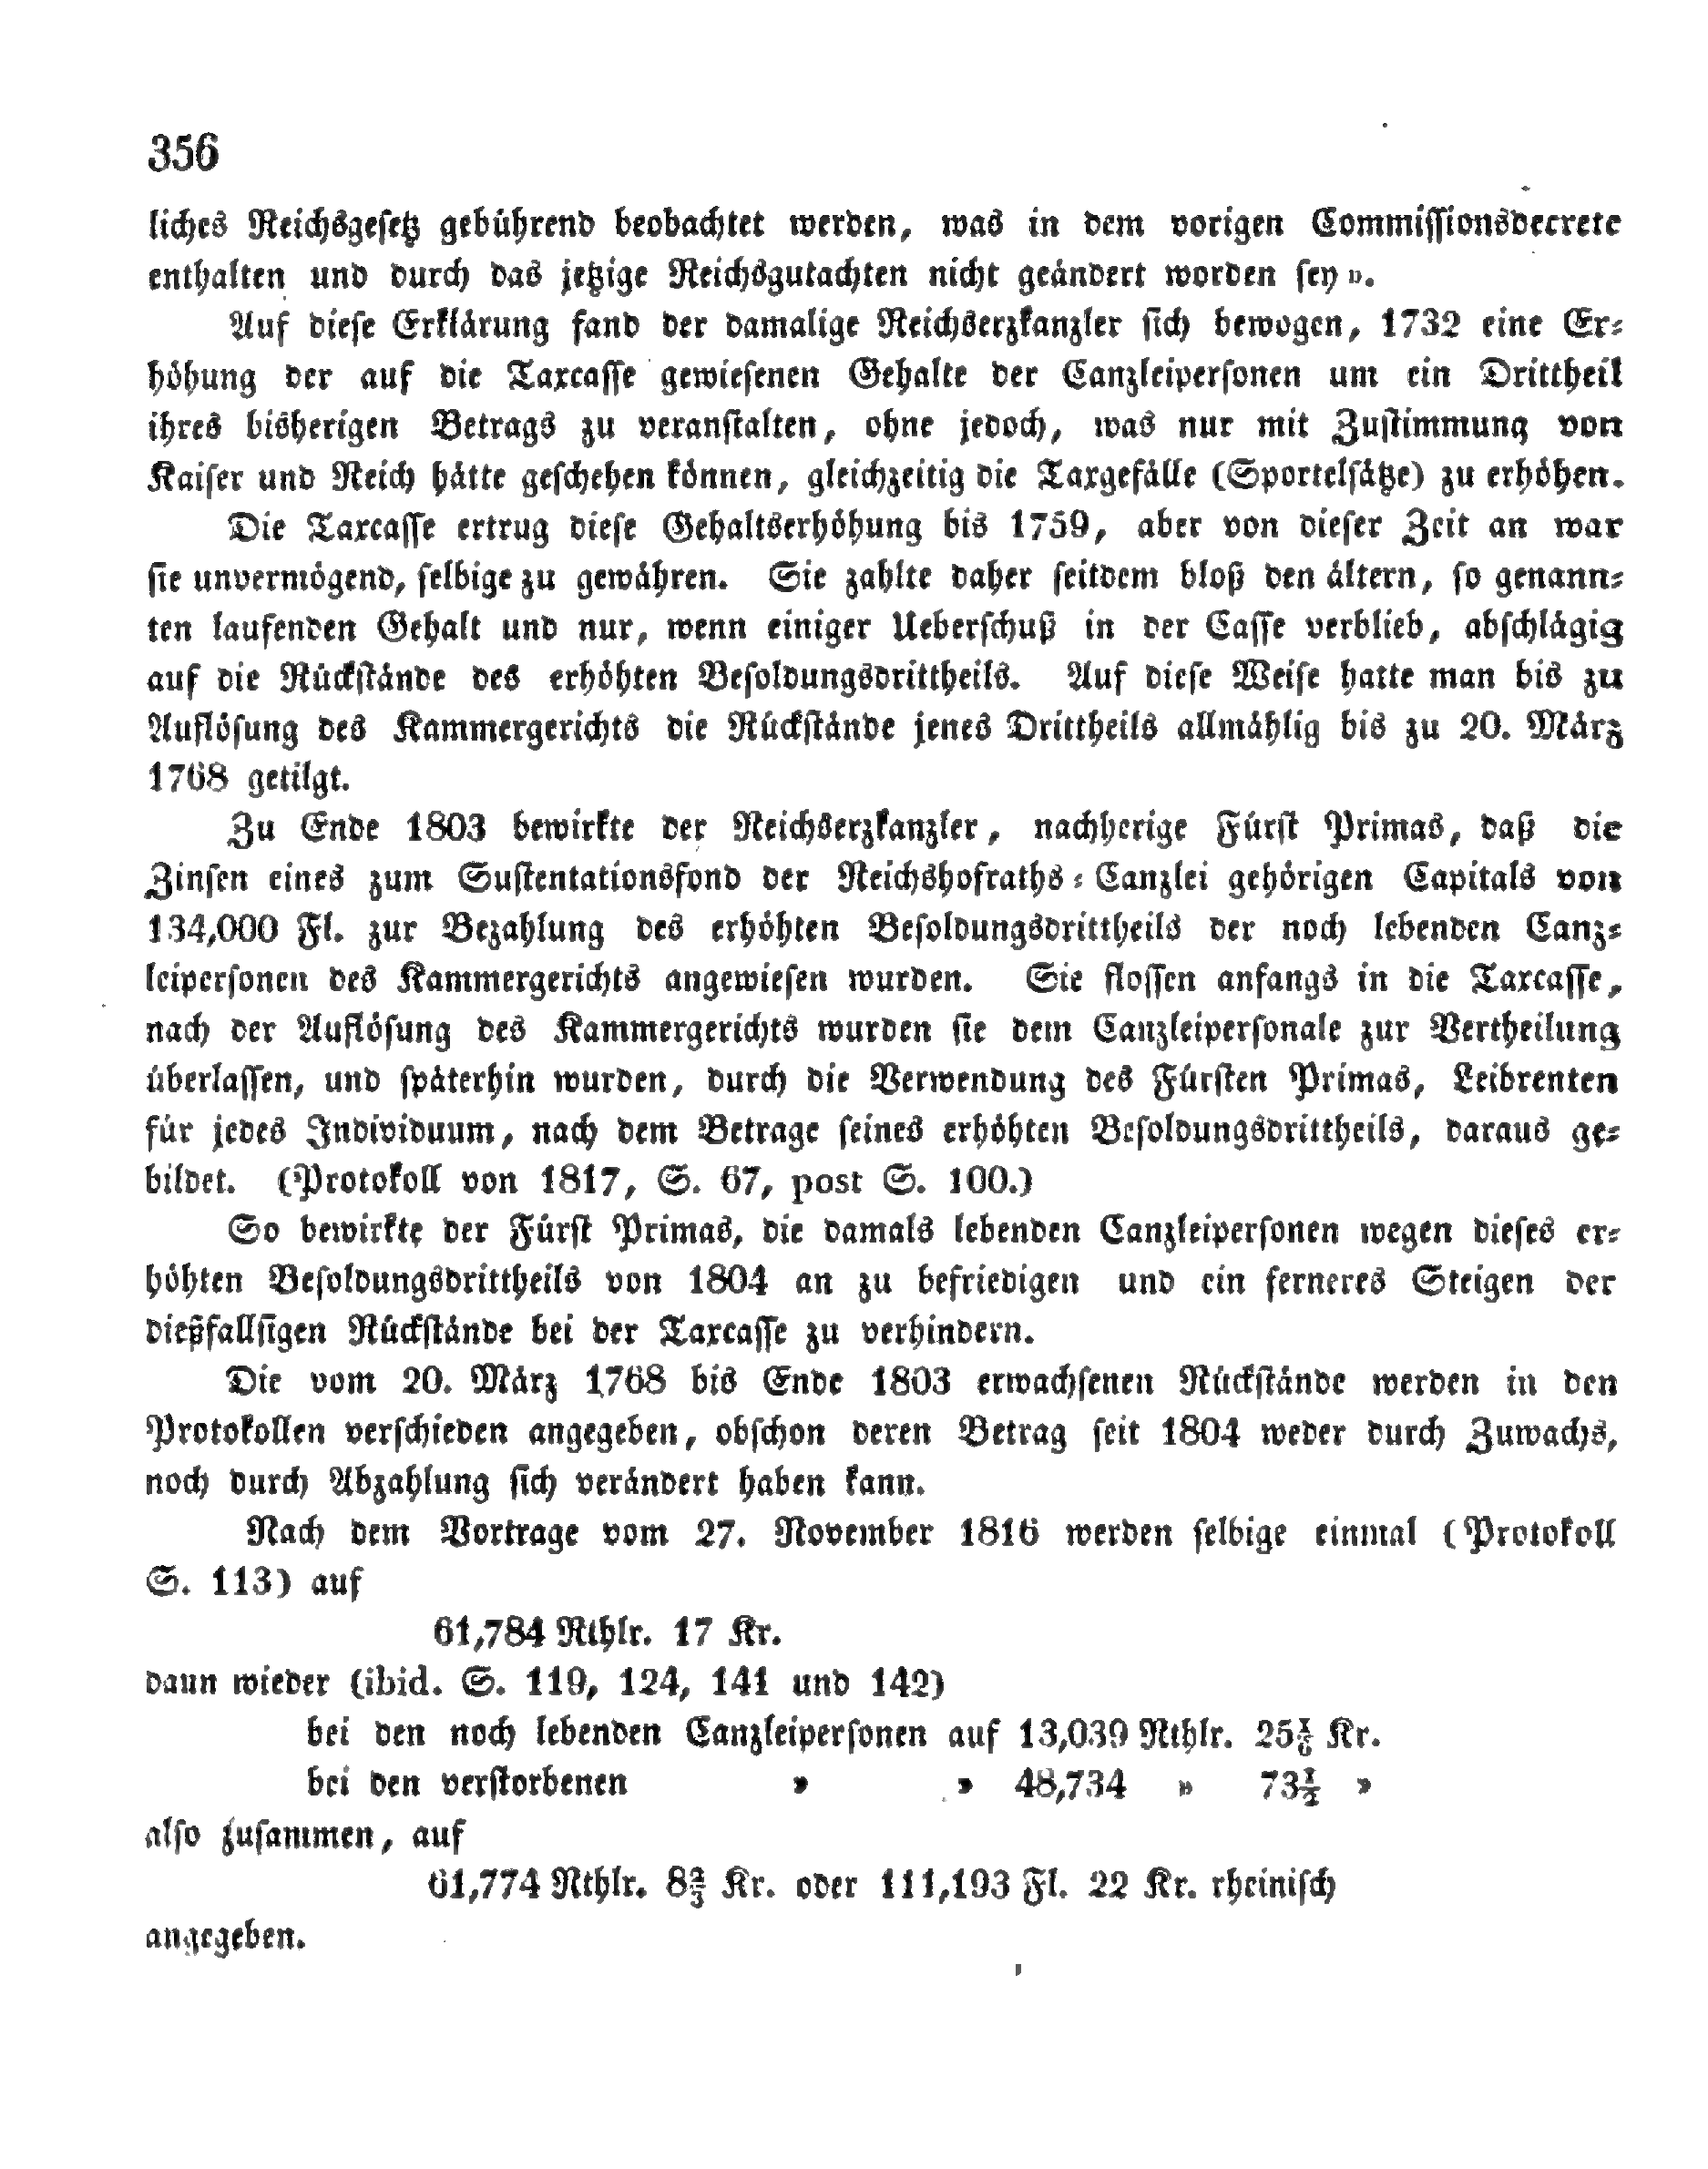 356
liches Reichsgesetz gebührend beobachtet werden, was in dem vorigen Commissionsdecrete
enthalten und durch das jetzige Reichsgutachten nicht geändert worden sey».
Auf diese Erklärung fand der damalige Reichserzkanzler sich bewogen, 1732 eine Er-
höhung der auf die Taxcasse gewiesenen Gehalte der Canzleipersonen um ein Drittheil
ihres bisherigen Betrags zu veranstalten, ohne jedoch, was nur mit Zustimmung von
Kaiser und Reich hätte geschehen können, gleichzeitig die Taxgefälle (Sportelsätze) zu erhöhen.
Die Taxcasse ertrug diese Gehaltserhöhung bis 1759, aber von dieser Zeit an war
sie unvermögend, selbige zu gewähren. Sie zahlte daher seitdem bloß den ältern, so genann-
ten laufenden Gehalt und nur, wenn einiger Ueberschuß in der Casse verblieb, abschlägig
auf die Rückstände des erhöhten Besoldungsdrittheils. Auf diese Weise hatte man bis zu
Auflösung des Kammergerichts die Rückstände jenes Drittheils allmählig bis zu 20. März
1768 getilgt.
Zu Ende 1803 bewirkte der Reichserzkanzler, nachherige Fürst Primas, daß die
Zinsen eines zum Sustentationsfond der Reichshofraths-Canzlei gehörigen Capitals von
134,000 Fl. zur Bezahlung des erhöhten Besoldungsdrittheils der noch lebenden Canz-
leipersonen des Kammergerichts angewiesen wurden. Sie flossen anfangs in die Taxcasse,
nach der Auflösung des Kammergerichts wurden sie dem Canzleipersonale zur Vertheilung
überlassen, und späterhin wurden, durch die Verwendung des Fürsten Primas, Leibrenten
für jedes Individuum, nach dem Betrage seines erhöhten Besoldungsdrittheils, daraus ge-
bildet. (Protokoll von 1817, S. 67, post S. 100.)
So bewirkte der Fürst Primas, die damals lebenden Canzleipersonen wegen dieses er-
höhten Besoldungsdrittheils von 1804 an zu befriedigen und ein ferneres Steigen der
dießfallsigen Rückstände bei der Taxcasse zu verhindern.
Die vom 20. März 1768 bis Ende 1803 erwachsenen Rückstände werden in den
Protokollen verschieden angegeben, obschon deren Betrag seit 1804 weder durch Zuwachs,
noch durch Abzahlung sich verändert haben kann.
Nach dem Vortrage vom 27. November 1816 werden selbige einmal (Protokoll
S. 113) auf
61,784 Rthlr. 17 Kr.
dann wieder (ibid. S. 119, 124, 141 und 142)
bei den noch lebenden Canzleipersonen auf 13,039 Rthlr. 25⅙ Kr.
bei den verstorbenen » » 48,734 » 73½ »
also zusammen, auf
61,774 Rthlr. 8⅔ Kr. oder 111,193 Fl. 22 Kr. rheinisch
angegeben.